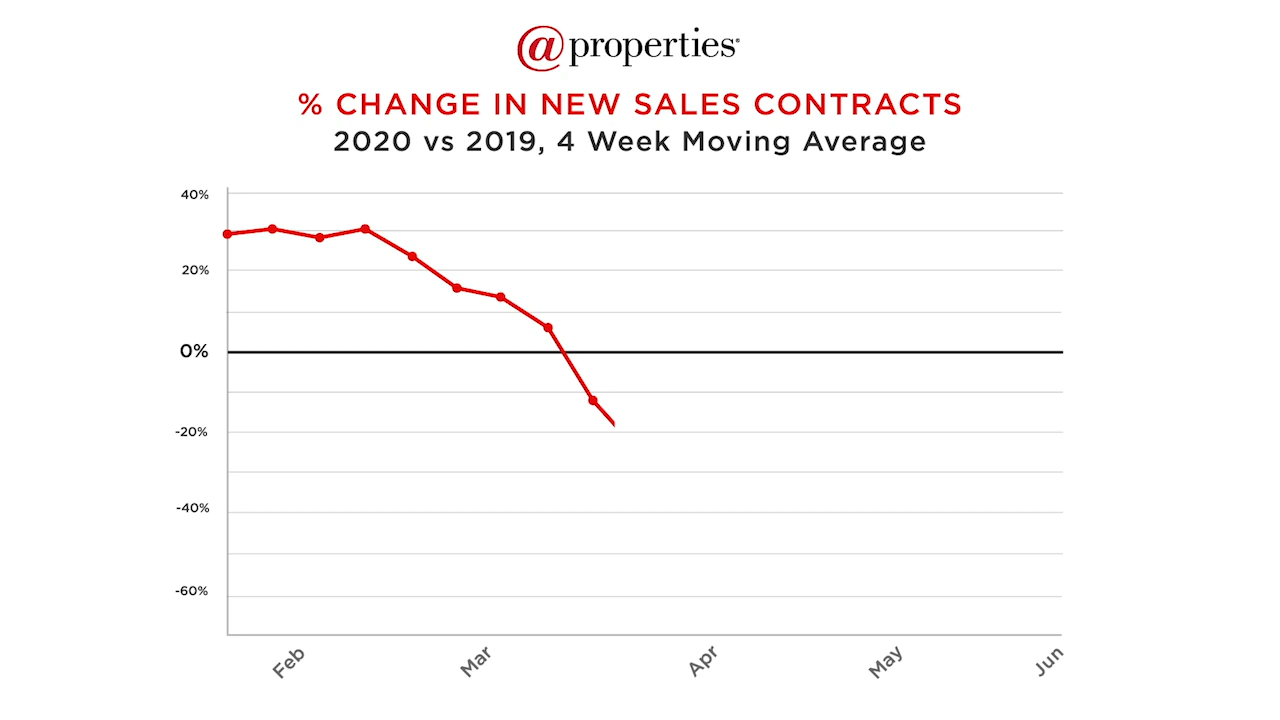 @properties
% CHANGE IN NEW SALES CONTRACTS
2020 vs 2019, 4 Week Moving Average
40%
20%
0%
-20%
-40%
-60%
Feb
Mar
Apr
May
Jun